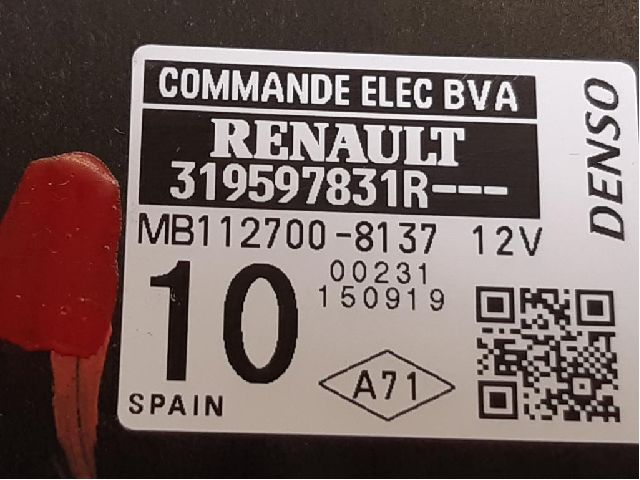 COMMANDE ELEC BVA
RENAULT
319597831R---
DENSO
MB112700-8137 12V
10
00231
150919
A71
SPAIN